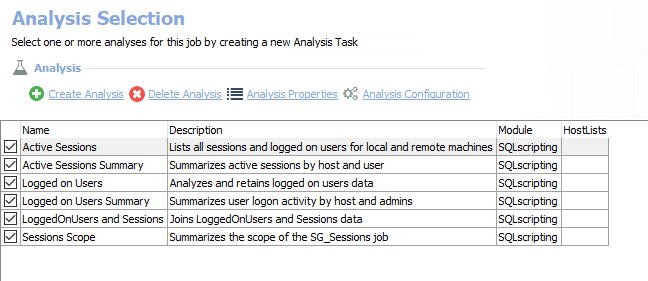 Analysis Selection
Select one or more analyses for this job by creating a new Analysis Task
Analysis
Create Analysis Delete Analysis Analysis Properties Analysis Configuration
Name Description Module HostLists
Active Sessions Lists all sessions and logged on users for local and remote machines SQLscripting
Active Sessions Summary Summarizes active sessions by host and user SQLscripting
Logged on Users Analyzes and retains logged on users data SQLscripting
Logged on Users Summary Summarizes user logon activity by host and admins SQLscripting
LoggedOnUsers and Sessions Joins LoggedOnUsers and Sessions data SQLscripting
Sessions Scope Summarizes the scope of the SG_Sessions job SQLscripting